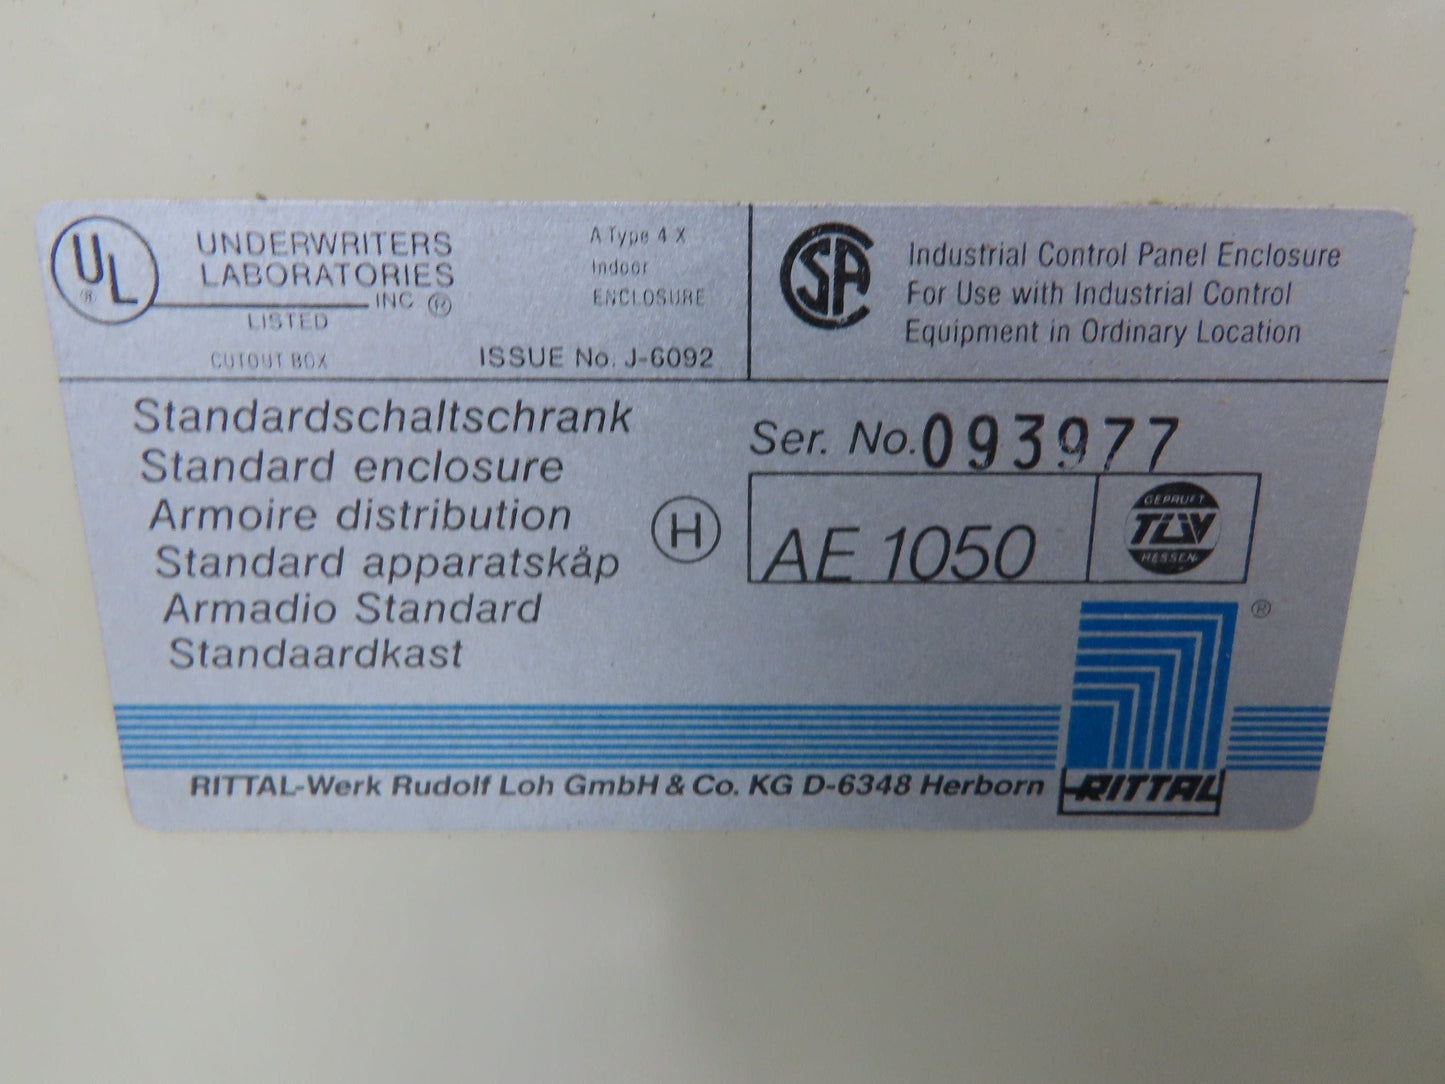 UL ®
UNDERWRITERS
LABORATORIES
INC ®
LISTED
CUTOUT BOX
A Type 4 X
Indoor
ENCLOSURE
ISSUE No. J-6092
SA
Industrial Control Panel Enclosure
For Use with Industrial Control
Equipment in Ordinary Location
Standardschaltschrank
Standard enclosure
Armoire distribution
Standard apparatskåp
Armadio Standard
Standaardkast
H
Ser. No. 093977
AE 1050
GEPRÜFT
TÜV
HESSEN
®
RITTAL-Werk Rudolf Loh GmbH & Co. KG D-6348 Herborn
RITTAL